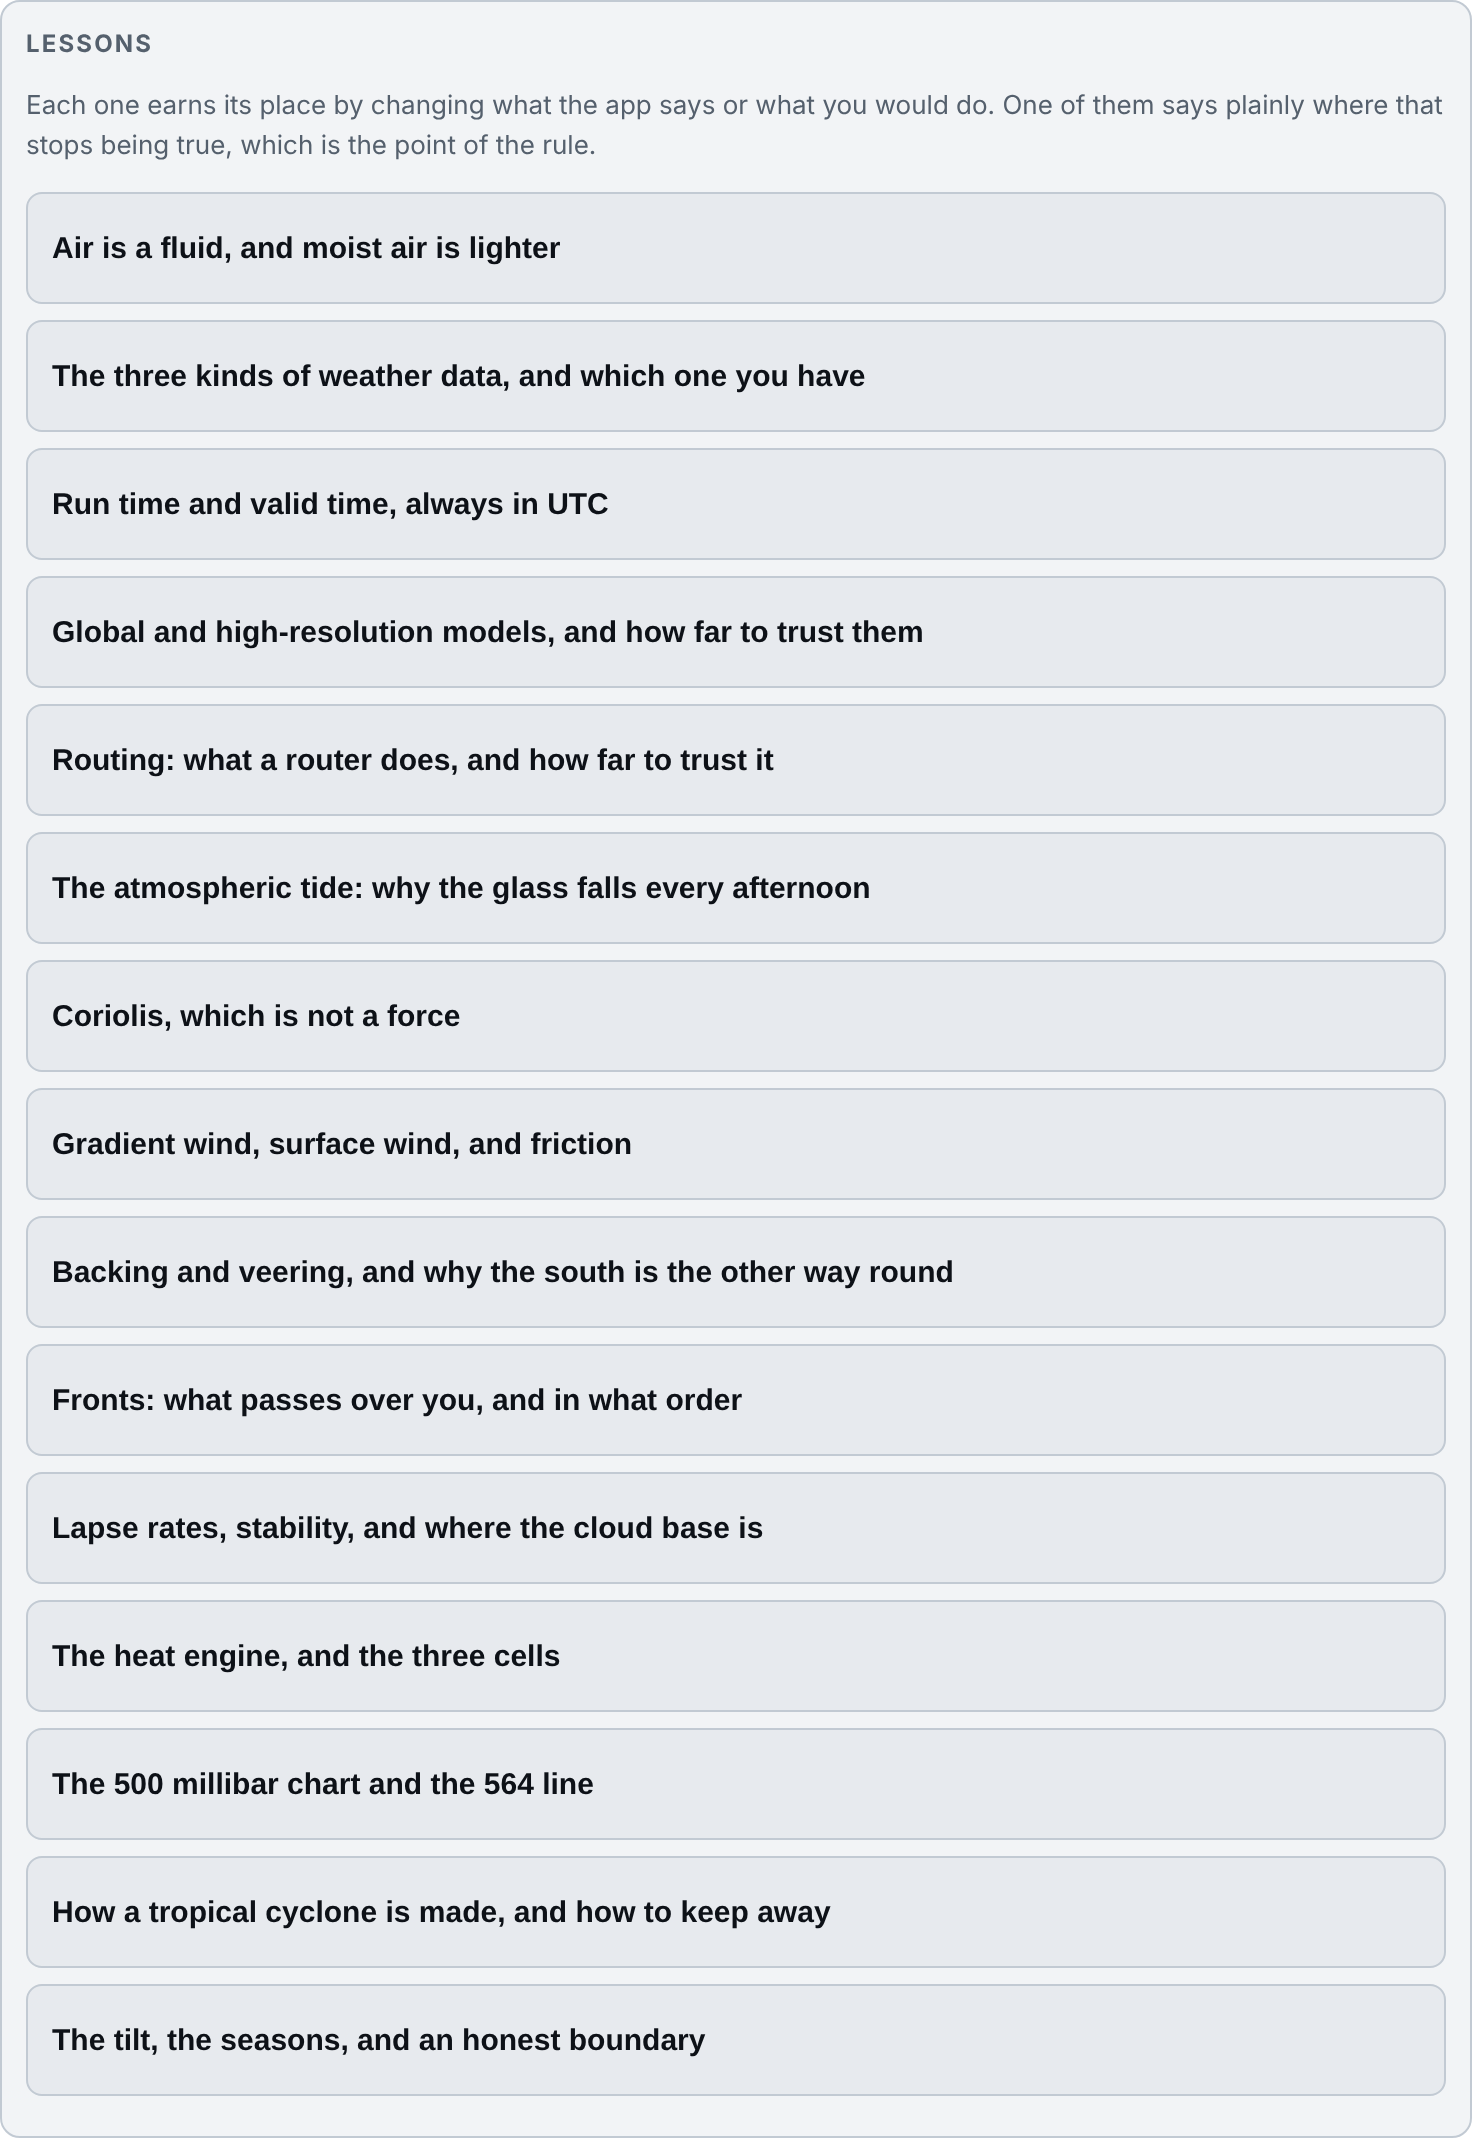 LESSONS
Each one earns its place by changing what the app says or what you would do. One of them says plainly where that
stops being true, which is the point of the rule.
Air is a fluid, and moist air is lighter
The three kinds of weather data, and which one you have
Run time and valid time, always in UTC
Global and high-resolution models, and how far to trust them
Routing: what a router does, and how far to trust it
The atmospheric tide: why the glass falls every afternoon
Coriolis, which is not a force
Gradient wind, surface wind, and friction
Backing and veering, and why the south is the other way round
Fronts: what passes over you, and in what order
Lapse rates, stability, and where the cloud base is
The heat engine, and the three cells
The 500 millibar chart and the 564 line
How a tropical cyclone is made, and how to keep away
The tilt, the seasons, and an honest boundary